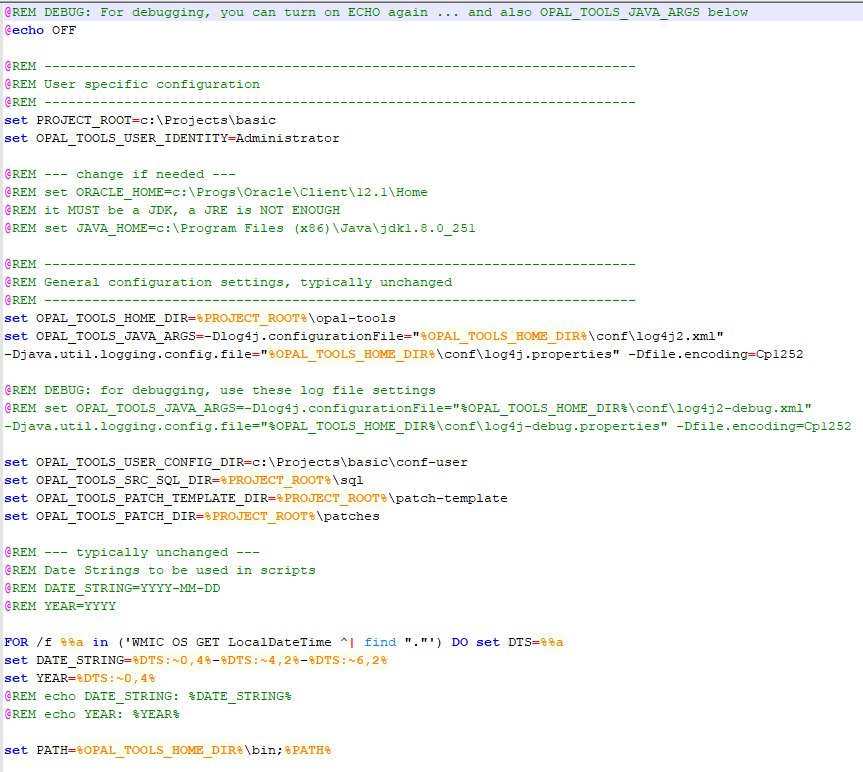 @REM DEBUG: For debugging, you can turn on ECHO again ... and also OPAL_TOOLS_JAVA_ARGS below
@echo OFF
@REM --------------------------------------------------------------------------
@REM User specific configuration
@REM --------------------------------------------------------------------------
set PROJECT_ROOT=c:\Projects\basic
set OPAL_TOOLS_USER_IDENTITY=Administrator
@REM --- change if needed ---
@REM set ORACLE_HOME=c:\Progs\Oracle\Client\12.1\Home
@REM it MUST be a JDK, a JRE is NOT ENOUGH
@REM set JAVA_HOME=c:\Program Files (x86)\Java\jdk1.8.0_251
@REM --------------------------------------------------------------------------
@REM General configuration settings, typically unchanged
@REM --------------------------------------------------------------------------
set OPAL_TOOLS_HOME_DIR=%PROJECT_ROOT%\opal-tools
set OPAL_TOOLS_JAVA_ARGS=-Dlog4j.configurationFile="%OPAL_TOOLS_HOME_DIR%\conf\log4j2.xml"
-Djava.util.logging.config.file="%OPAL_TOOLS_HOME_DIR%\conf\log4j.properties" -Dfile.encoding=Cp1252
@REM DEBUG: for debugging, use these log file settings
@REM set OPAL_TOOLS_JAVA_ARGS=-Dlog4j.configurationFile="%OPAL_TOOLS_HOME_DIR%\conf\log4j2-debug.xml"
-Djava.util.logging.config.file="%OPAL_TOOLS_HOME_DIR%\conf\log4j-debug.properties" -Dfile.encoding=Cp1252
set OPAL_TOOLS_USER_CONFIG_DIR=c:\Projects\basic\conf-user
set OPAL_TOOLS_SRC_SQL_DIR=%PROJECT_ROOT%\sql
set OPAL_TOOLS_PATCH_TEMPLATE_DIR=%PROJECT_ROOT%\patch-template
set OPAL_TOOLS_PATCH_DIR=%PROJECT_ROOT%\patches
@REM --- typically unchanged ---
@REM Date Strings to be used in scripts
@REM DATE_STRING=YYYY-MM-DD
@REM YEAR=YYYY
FOR /f %%a in ('WMIC OS GET LocalDateTime ^| find "."') DO set DTS=%%a
set DATE_STRING=%DTS:~0,4%-%DTS:~4,2%-%DTS:~6,2%
set YEAR=%DTS:~0,4%
@REM echo DATE_STRING: %DATE_STRING%
@REM echo YEAR: %YEAR%
set PATH=%OPAL_TOOLS_HOME_DIR%\bin;%PATH%